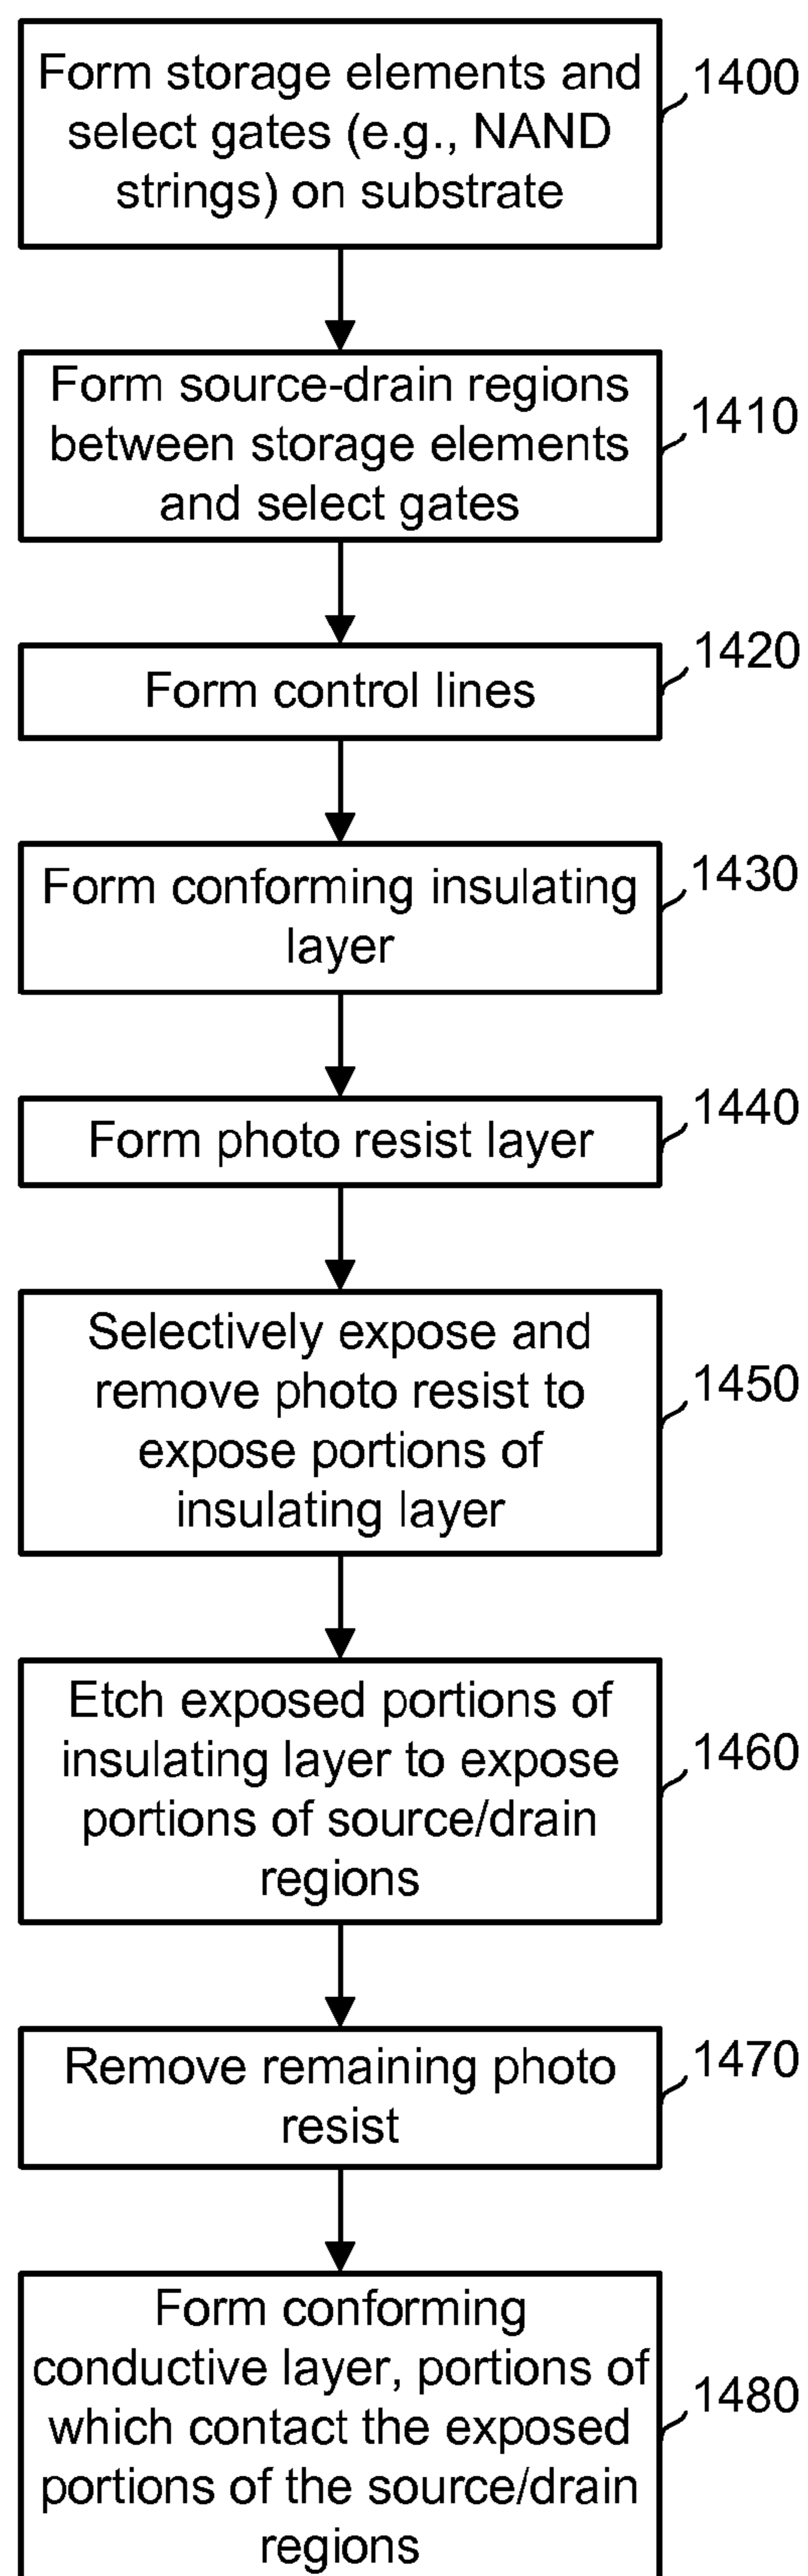 Form storage elements and
select gates (e.g., NAND
strings) on substrate
1400
Form source-drain regions
between storage elements
and select gates
1410
Form control lines
1420
Form conforming insulating
layer
1430
Form photo resist layer
1440
Selectively expose and
remove photo resist to
expose portions of
insulating layer
1450
Etch exposed portions of
insulating layer to expose
portions of source/drain
regions
1460
Remove remaining photo
resist
1470
Form conforming
conductive layer, portions of
which contact the exposed
portions of the source/drain
regions
1480